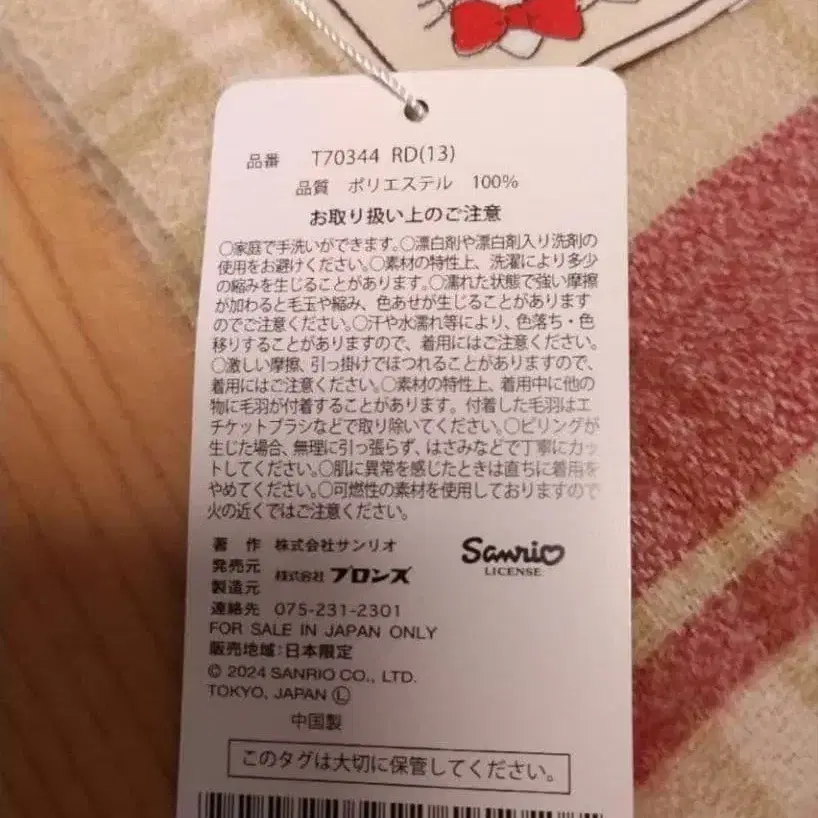 品番 T70344 RD(13)
品質 ポリエステル 100%
お取り扱い上のご注意
○家庭で手洗いができます。○漂白剤や漂白剤入り洗剤の
使用をお避けください。○素材の特性上、洗濯により多少
の縮みを生じることがあります。○濡れた状態で強い摩擦
が加わると毛玉や縮み、色あせが生じることがあります
のでご注意ください。○汗や水濡れ等により、色落ち・色
移りすることがありますので、着用にはご注意ください。
○激しい摩擦、引っ掛けでほつれることがありますので、
着用にはご注意ください。○素材の特性上、着用中に他の
物に毛羽が付着することがあります。付着した毛羽はエ
チケットブラシなどで取り除いてください。○ピリングが
生じた場合、無理に引っ張らず、はさみなどで丁寧にカッ
トしてください。○肌に異常を感じたときは直ちに着用を
やめてください。○可燃性の素材を使用しておりますので
火の近くではご注意ください。
著作 株式会社サンリオ
発売元
製造元 株式会社 プロンズ
Sanrio
LICENSE
連絡先 075-231-2301
FOR SALE IN JAPAN ONLY
販売地域:日本限定
© 2024 SANRIO CO., LTD.
TOKYO, JAPAN Ⓛ
中国製
このタグは大切に保管してください。